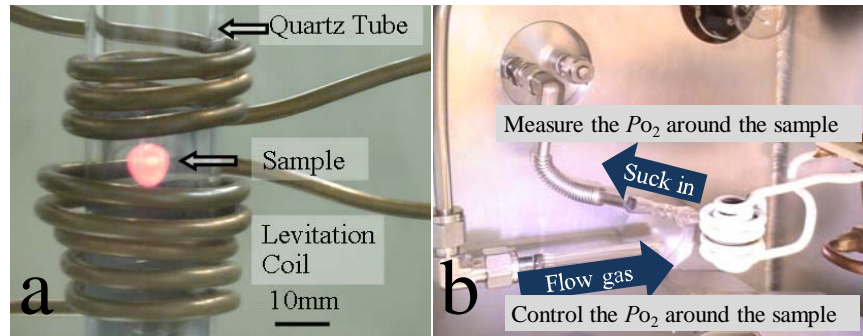 Quartz Tube
Sample
Levitation
Coil
10mm
a
Measure the Po₂ around the sample
Suck in
Flow gas
Control the Po₂ around the sample
b